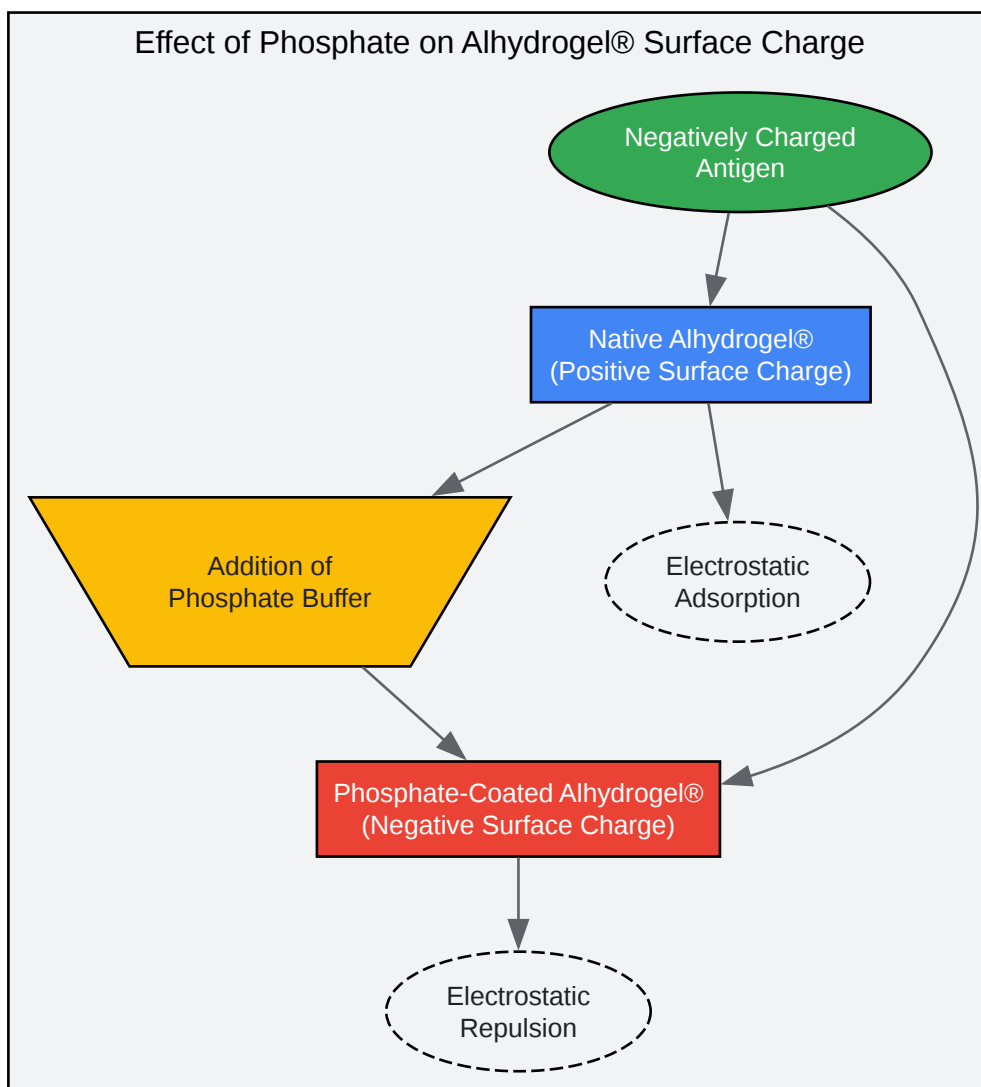 Effect of Phosphate on Alhydrogel® Surface Charge
Negatively Charged
Antigen
Native Alhydrogel®
(Positive Surface Charge)
Addition of
Phosphate Buffer
Electrostatic
Adsorption
Phosphate-Coated Alhydrogel®
(Negative Surface Charge)
Electrostatic
Repulsion